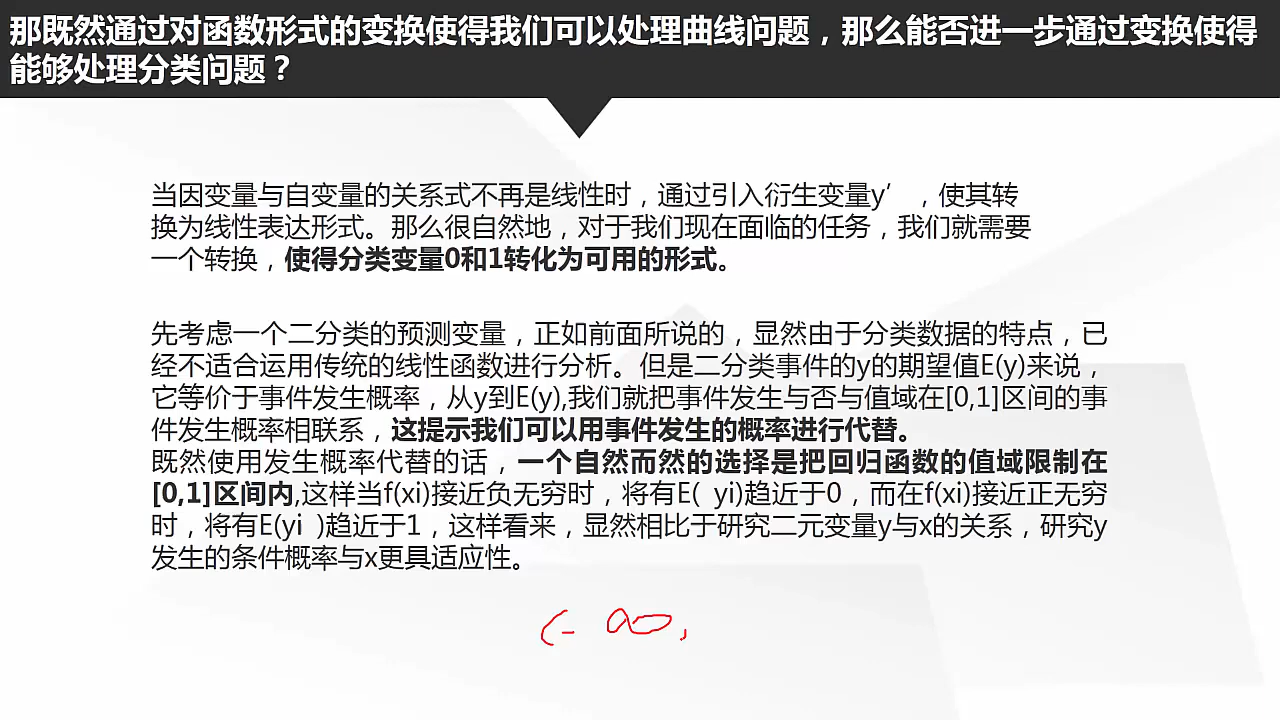 那既然通过对函数形式的变换使得我们可以处理曲线问题，那么能否进一步通过变换使得
能够处理分类问题？
当因变量与自变量的关系式不再是线性时，通过引入衍生变量y’ ，使其转
换为线性表达形式。那么很自然地，对于我们现在面临的任务，我们就需要
一个转换，使得分类变量0和1转化为可用的形式。
先考虑一个二分类的预测变量，正如前面所说的，显然由于分类数据的特点，已
经不适合运用传统的线性函数进行分析。但是二分类事件的y的期望值E(y)来说，
它等价于事件发生概率，从y到E(y),我们就把事件发生与否与值域在[0,1]区间的事
件发生概率相联系，这提示我们可以用事件发生的概率进行代替。
既然使用发生概率代替的话，一个自然而然的选择是把回归函数的值域限制在
[0,1]区间内,这样当f(xi)接近负无穷时，将有E( yi)趋近于0，而在f(xi)接近正无穷
时，将有E(yi )趋近于1，这样看来，显然相比于研究二元变量y与x的关系，研究y
发生的条件概率与x更具适应性。
(- ∞,